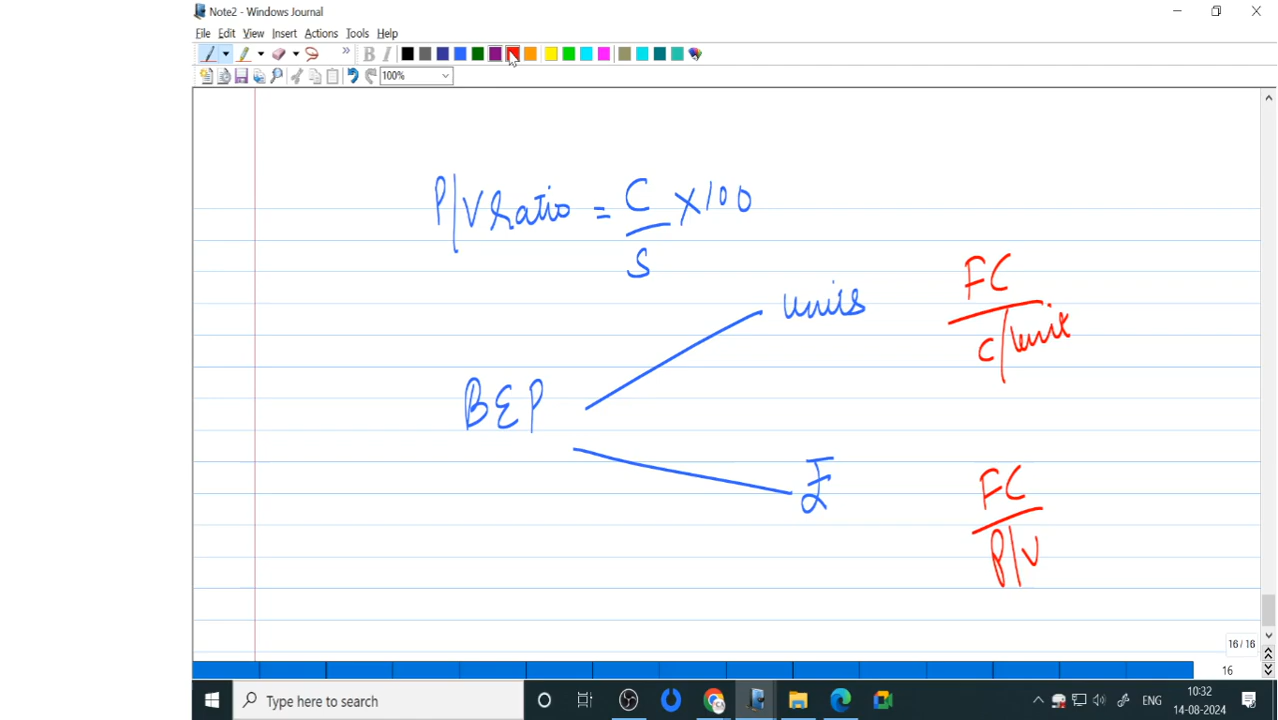 Note2 - Windows Journal
File Edit View Insert Actions Tools Help
B I
100%
P/V Ratio = C/S X100
units
FC
c/unit
BEP
₹
FC
P/V
16 / 16
16
Type here to search
ENG
10:32
14-08-2024